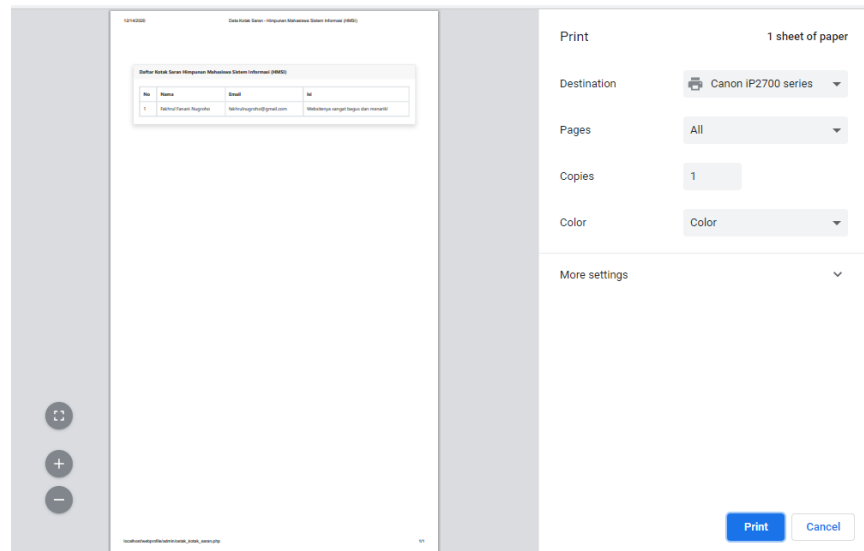 12/14/2020 Data Kotak Saran - Himpunan Mahasiswa Sistem Informasi (HMSI)
Daftar Kotak Saran Himpunan Mahasiswa Sistem Informasi (HMSI)
No Nama Email Isi
1 Fakhrul Fanani Nugroho fakhrulnugroho@gmail.com Websitenya sangat bagus dan menarik!
localhost/webprofile/admin/cetak_kotak_saran.php 1/1
Print 1 sheet of paper
Destination Canon iP2700 series
Pages All
Copies 1
Color Color
More settings
Print Cancel